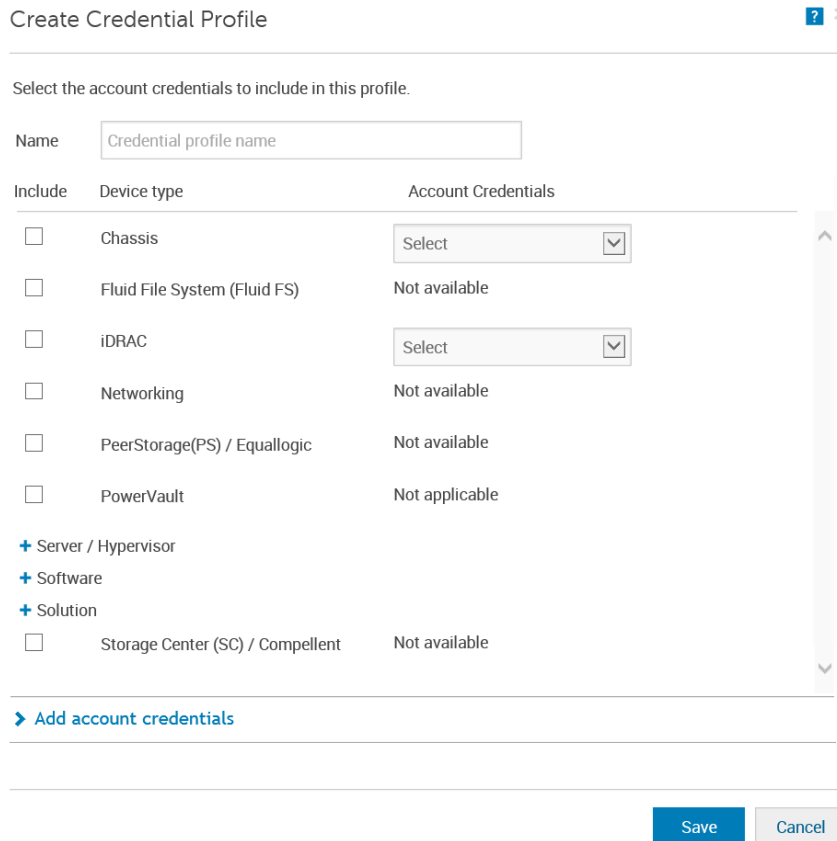 Create Credential Profile ?
Select the account credentials to include in this profile.
Name Credential profile name
Include Device type Account Credentials
Chassis Select
Fluid File System (Fluid FS) Not available
iDRAC Select
Networking Not available
PeerStorage(PS) / Equallogic Not available
PowerVault Not applicable
+ Server / Hypervisor
+ Software
+ Solution
Storage Center (SC) / Compellent Not available
Add account credentials
Save Cancel